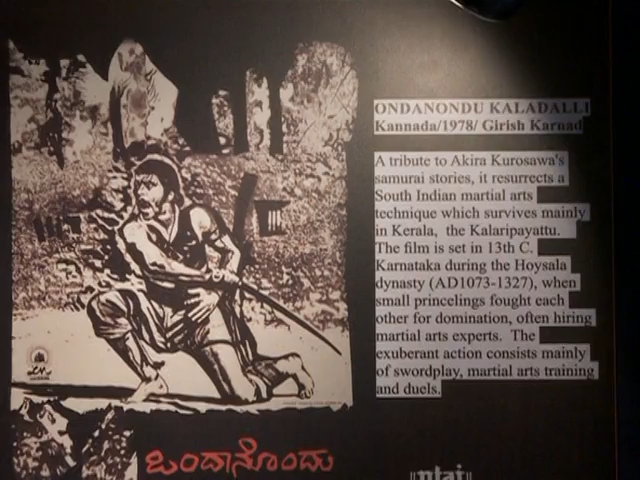 ONDANONDU KALADALLI
Kannada/1978/ Girish Karnad
A tribute to Akira Kurosawa's
samurai stories, it resurrects a
South Indian martial arts
technique which survives mainly
in Kerala, the Kalaripayattu.
The film is set in 13th C.
Karnataka during the Hoysala
dynasty (AD1073-1327), when
small princelings fought each
other for domination, often hiring
martial arts experts. The
exuberant action consists mainly
of swordplay, martial arts training
and duels.
ಒಂದಾನೊಂದು